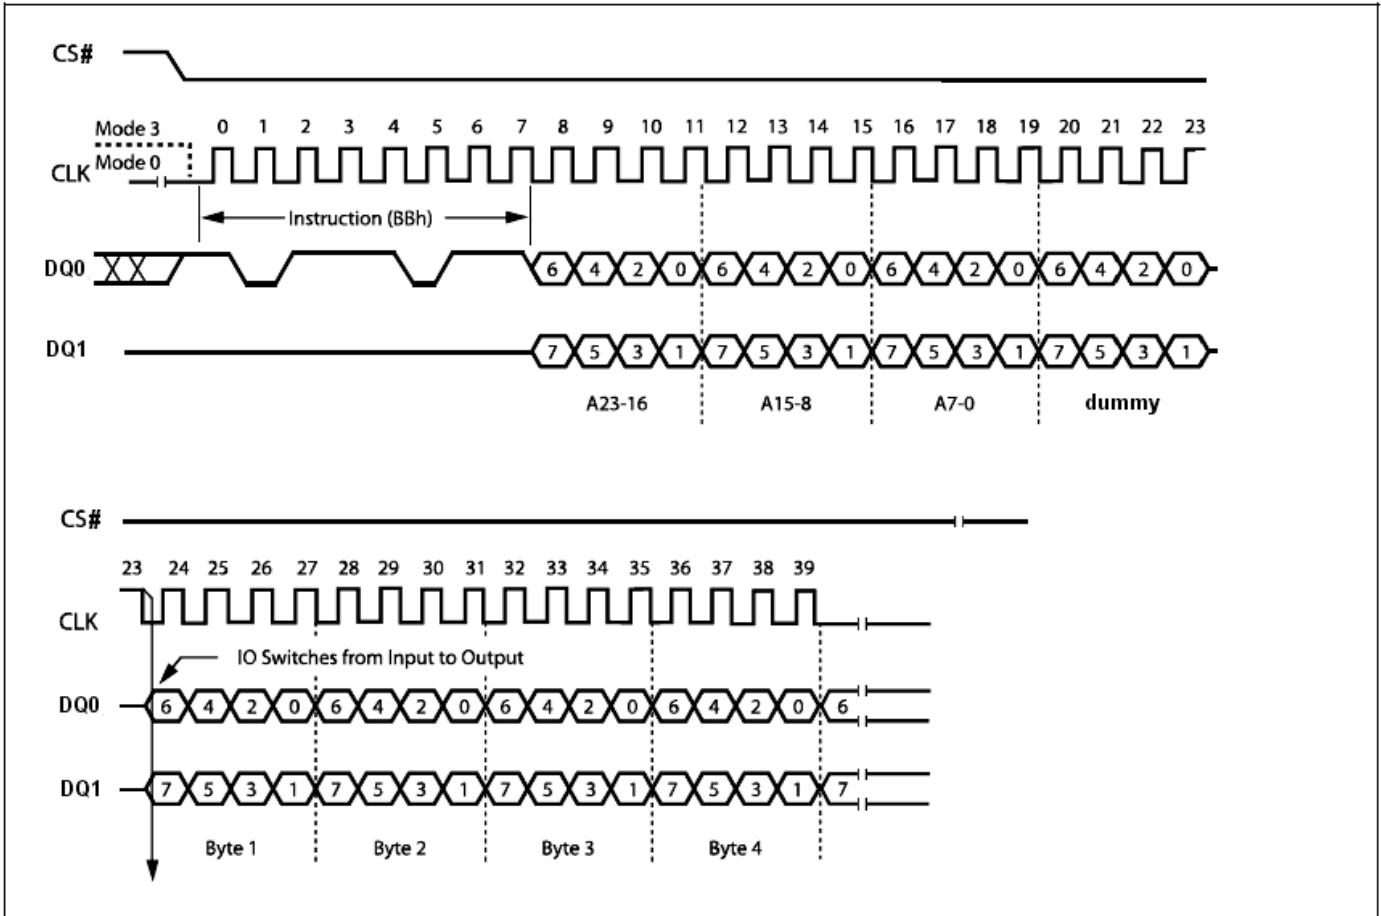 CS#
Mode 3
0 1 2 3 4 5 6 7 8 9 10 11 12 13 14 15 16 17 18 19 20 21 22 23
Mode 0
CLK
Instruction (BBh)
DQ0 6 4 2 0 6 4 2 0 6 4 2 0 6 4 2 0
DQ1 7 5 3 1 7 5 3 1 7 5 3 1 7 5 3 1
A23-16 A15-8 A7-0 dummy
CS#
23 24 25 26 27 28 29 30 31 32 33 34 35 36 37 38 39
CLK
IO Switches from Input to Output
DQ0 6 4 2 0 6 4 2 0 6 4 2 0 6 4 2 0 6
DQ1 7 5 3 1 7 5 3 1 7 5 3 1 7 5 3 1 7
Byte 1 Byte 2 Byte 3 Byte 4